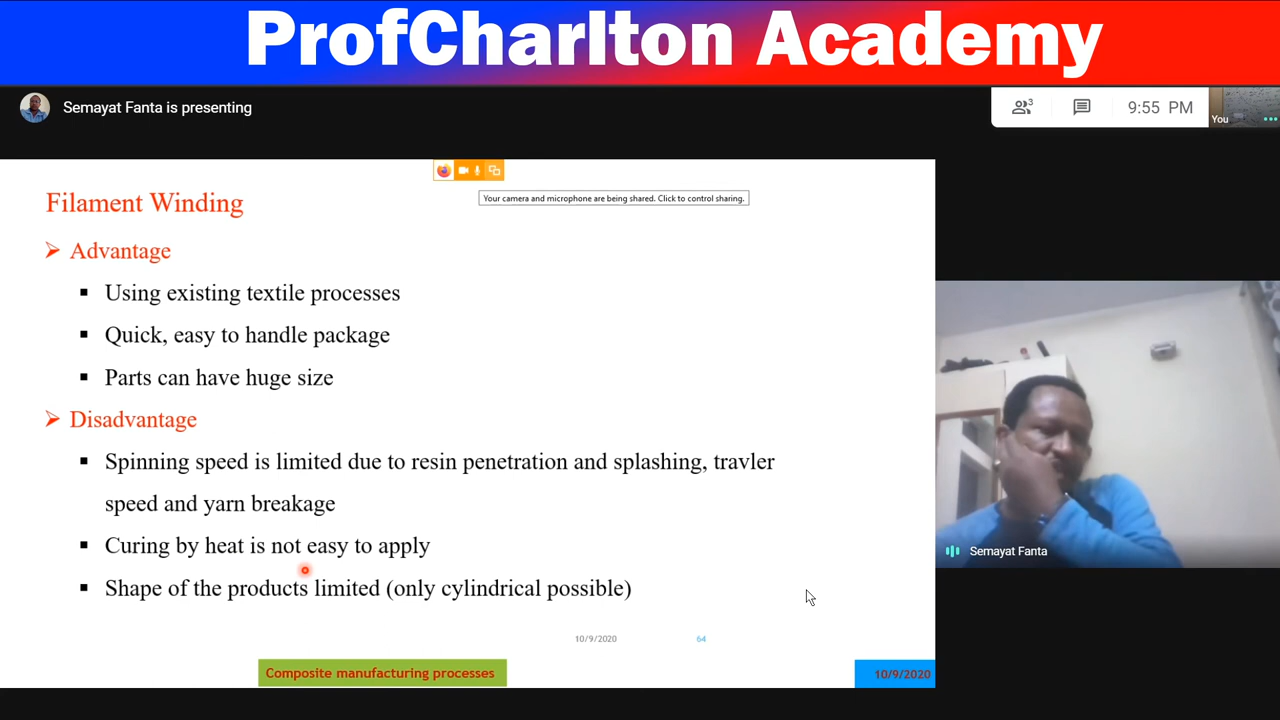 ProfCharlton Academy
Semayat Fanta is presenting
3
9:55 PM
You
Your camera and microphone are being shared. Click to control sharing.
Filament Winding
Advantage
Using existing textile processes
Quick, easy to handle package
Parts can have huge size
Disadvantage
Spinning speed is limited due to resin penetration and splashing, travler
speed and yarn breakage
Curing by heat is not easy to apply
Shape of the products limited (only cylindrical possible)
Semayat Fanta
10/9/2020 64
Composite manufacturing processes
10/9/2020